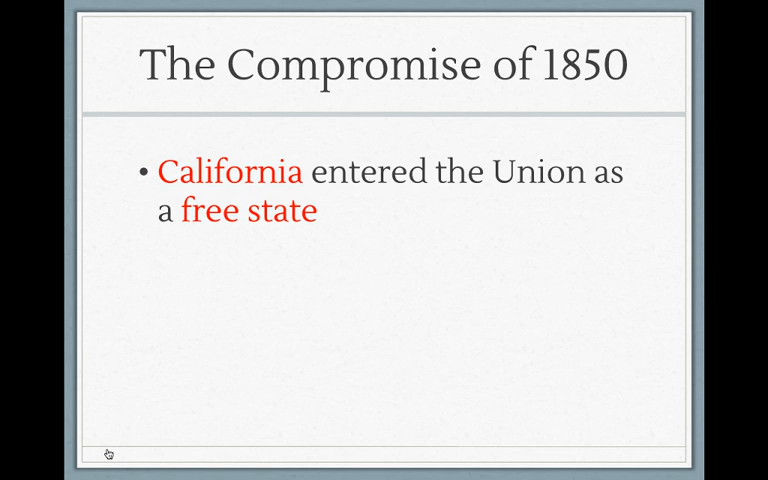 The Compromise of 1850
• California entered the Union as
a free state